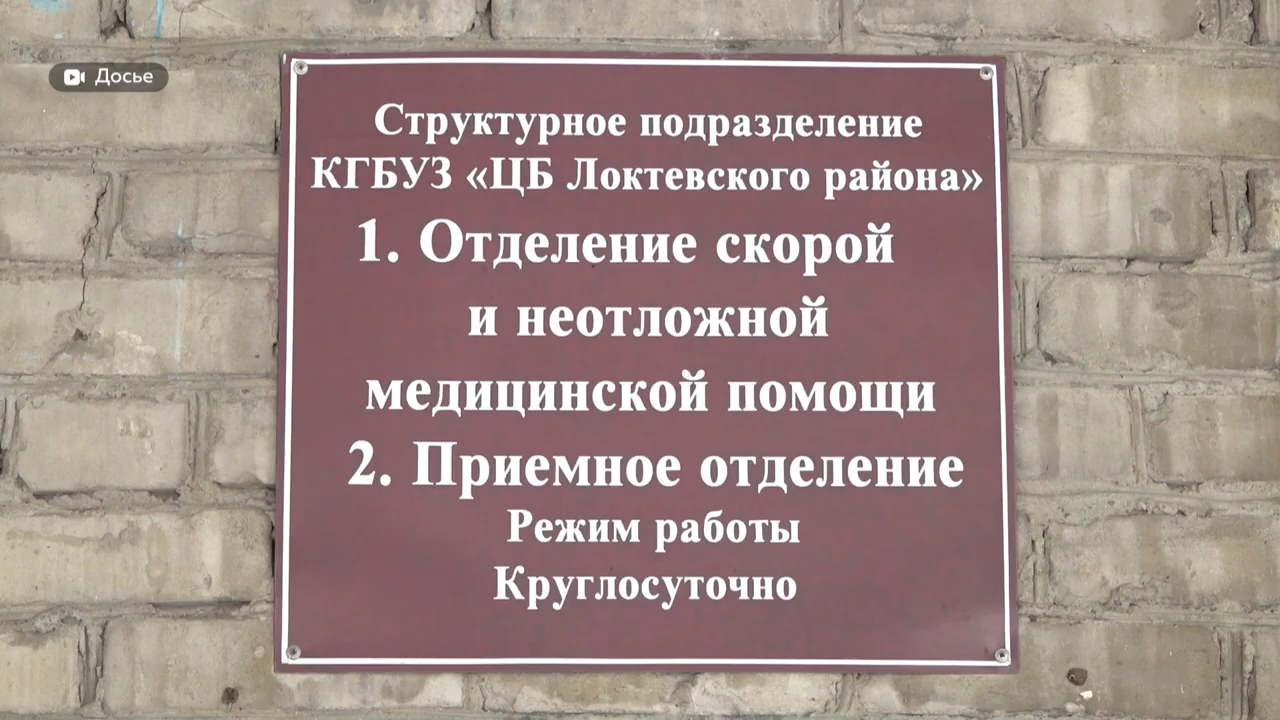 Досье
Структурное подразделение
КГБУЗ «ЦБ Локтевского района»
1. Отделение скорой
и неотложной
медицинской помощи
2. Приемное отделение
Режим работы
Круглосуточно